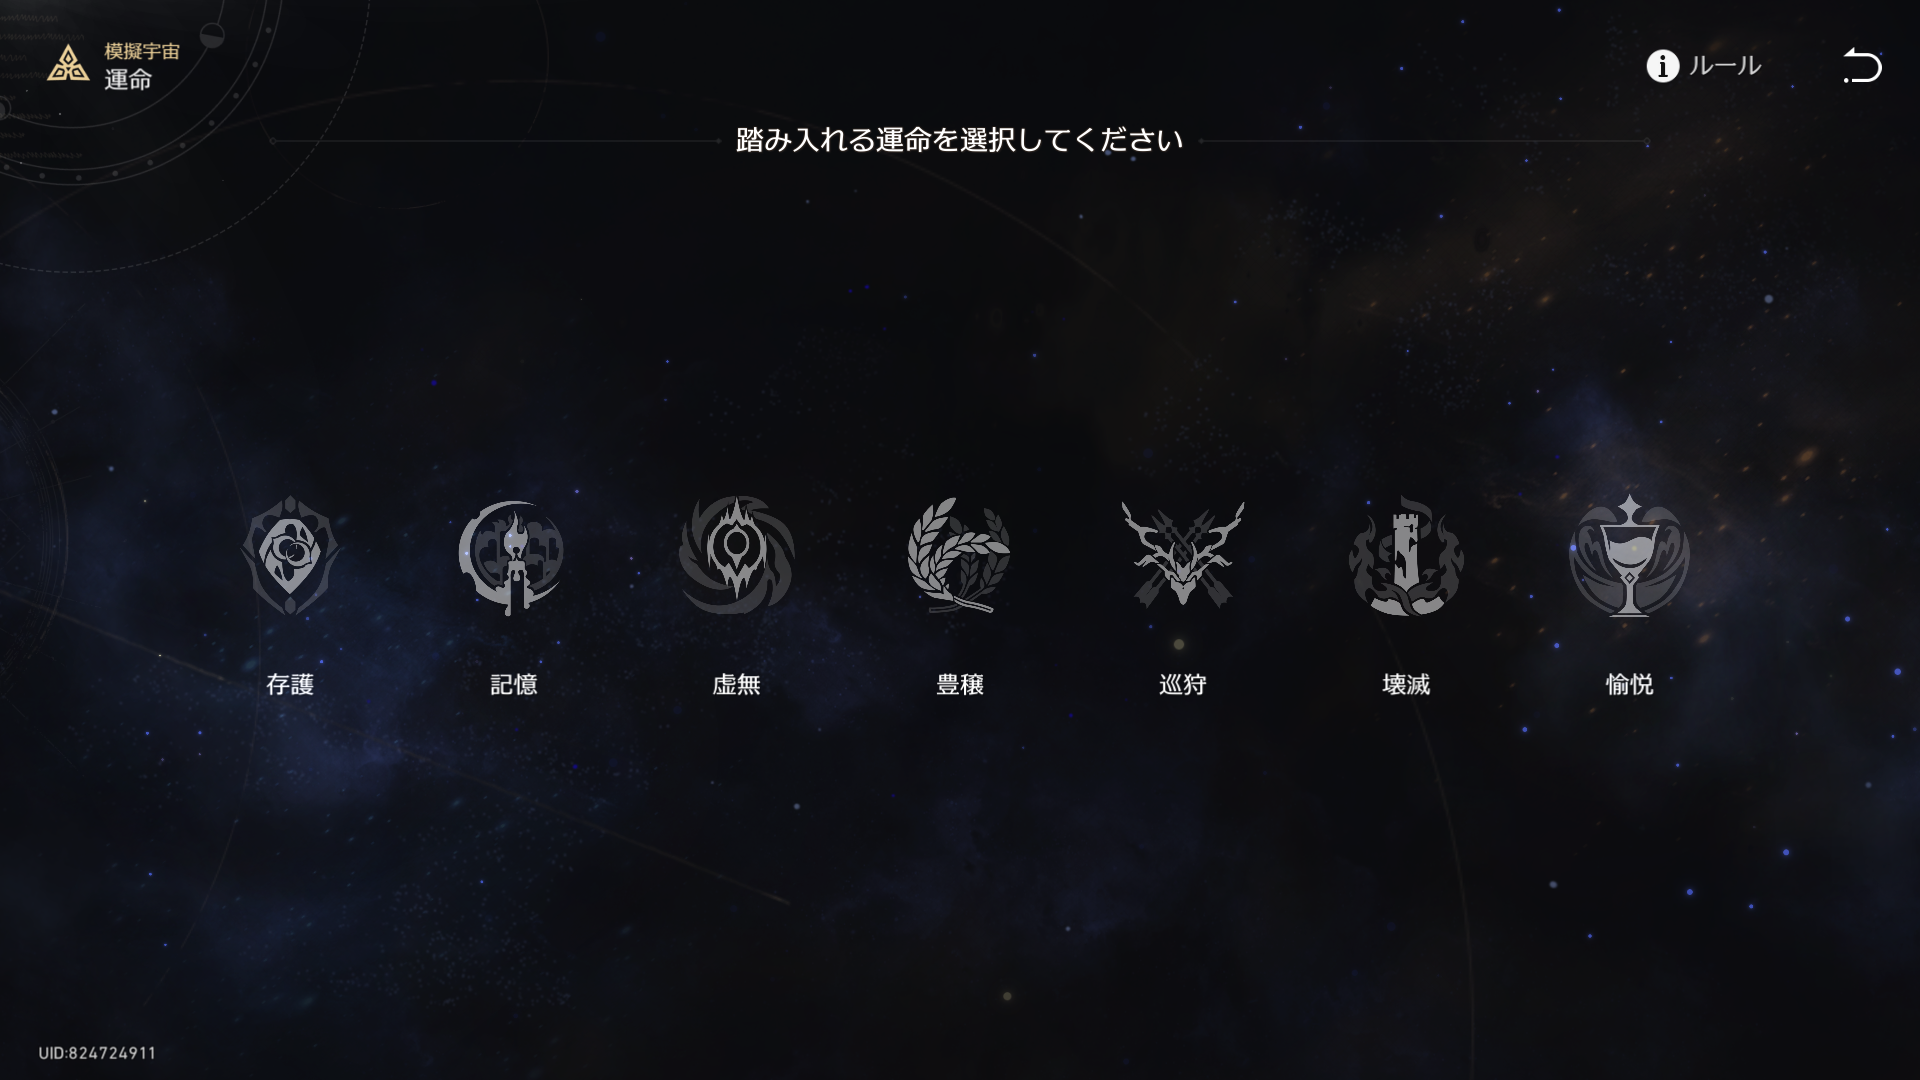 模擬宇宙
運命
ルール
踏み入れる運命を選択してください
存護
記憶
虚無
豊穣
巡狩
壊滅
愉悦
UID:824724911